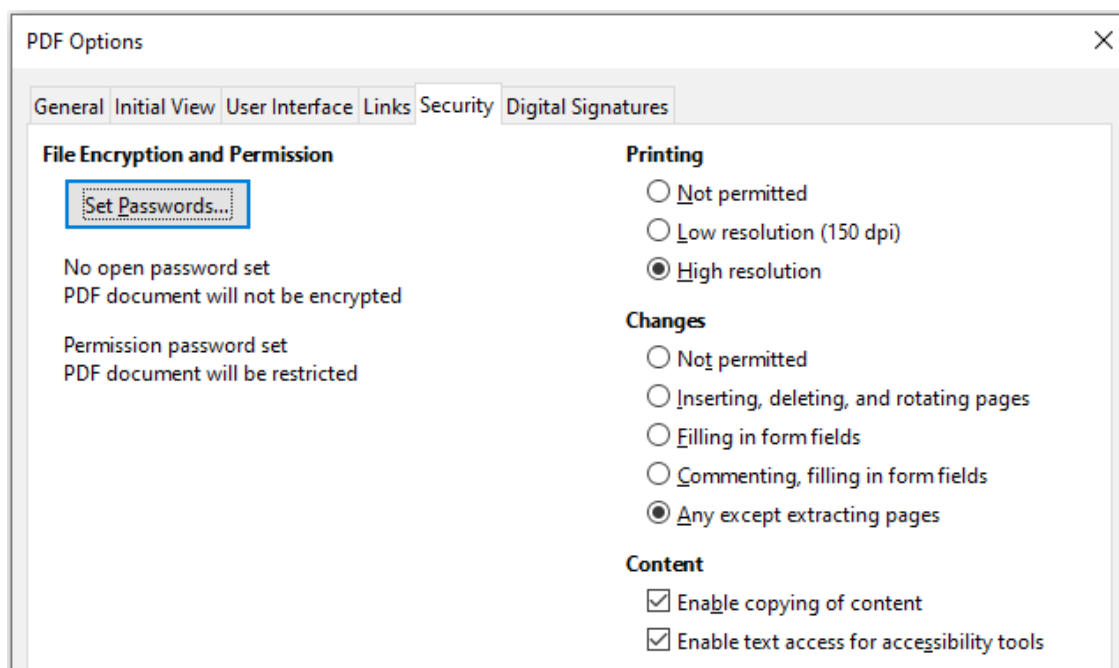 PDF Options
General Initial View User Interface Links Security Digital Signatures
File Encryption and Permission
Set Passwords...
No open password set
PDF document will not be encrypted
Permission password set
PDF document will be restricted
Printing
Not permitted
Low resolution (150 dpi)
High resolution
Changes
Not permitted
Inserting, deleting, and rotating pages
Filling in form fields
Commenting, filling in form fields
Any except extracting pages
Content
Enable copying of content
Enable text access for accessibility tools